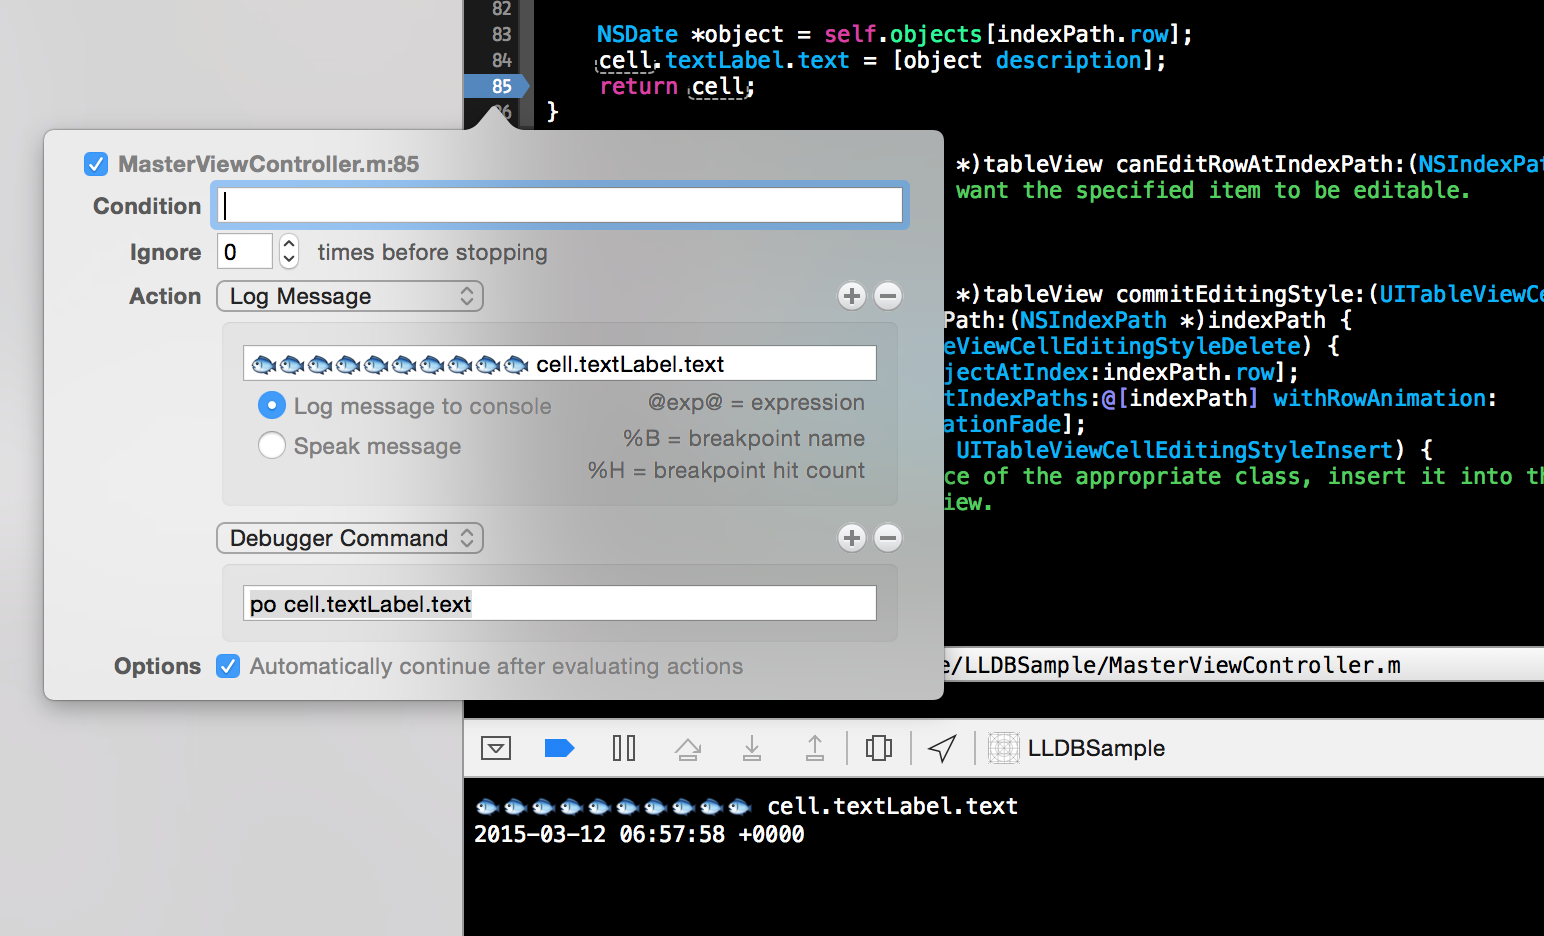 82
83 NSDate *object = self.objects[indexPath.row];
84 cell.textLabel.text = [object description];
85 return cell;
86 }
MasterViewController.m:85
Condition
Ignore 0 times before stopping
Action Log Message
🐟🐟🐟🐟🐟🐟🐟🐟🐟🐟 cell.textLabel.text
Log message to console
@exp@ = expression
Speak message
%B = breakpoint name
%H = breakpoint hit count
Debugger Command
po cell.textLabel.text
Options Automatically continue after evaluating actions
*)tableView canEditRowAtIndexPath:(NSIndexPat
want the specified item to be editable.
*)tableView commitEditingStyle:(UITableViewCe
Path:(NSIndexPath *)indexPath {
eViewCellEditingStyleDelete) {
jectAtIndex:indexPath.row];
tIndexPaths:@[indexPath] withRowAnimation:
ationFade];
UITableViewCellEditingStyleInsert) {
ce of the appropriate class, insert it into th
iew.
e/LLDBSample/MasterViewController.m
LLDBSample
🐟🐟🐟🐟🐟🐟🐟🐟🐟🐟 cell.textLabel.text
2015-03-12 06:57:58 +0000